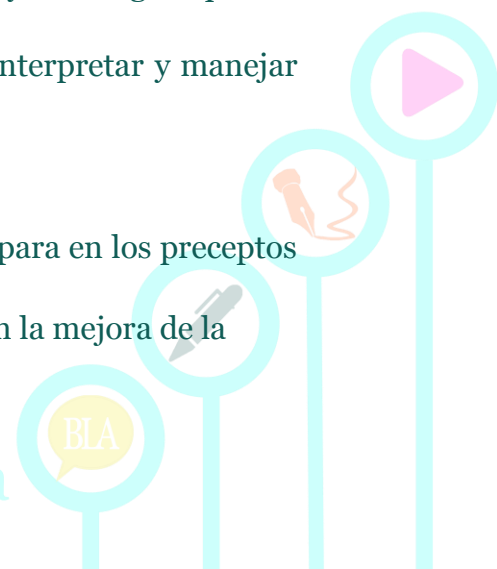 interpretar y manejar
para en los preceptos
la mejora de la
BLA